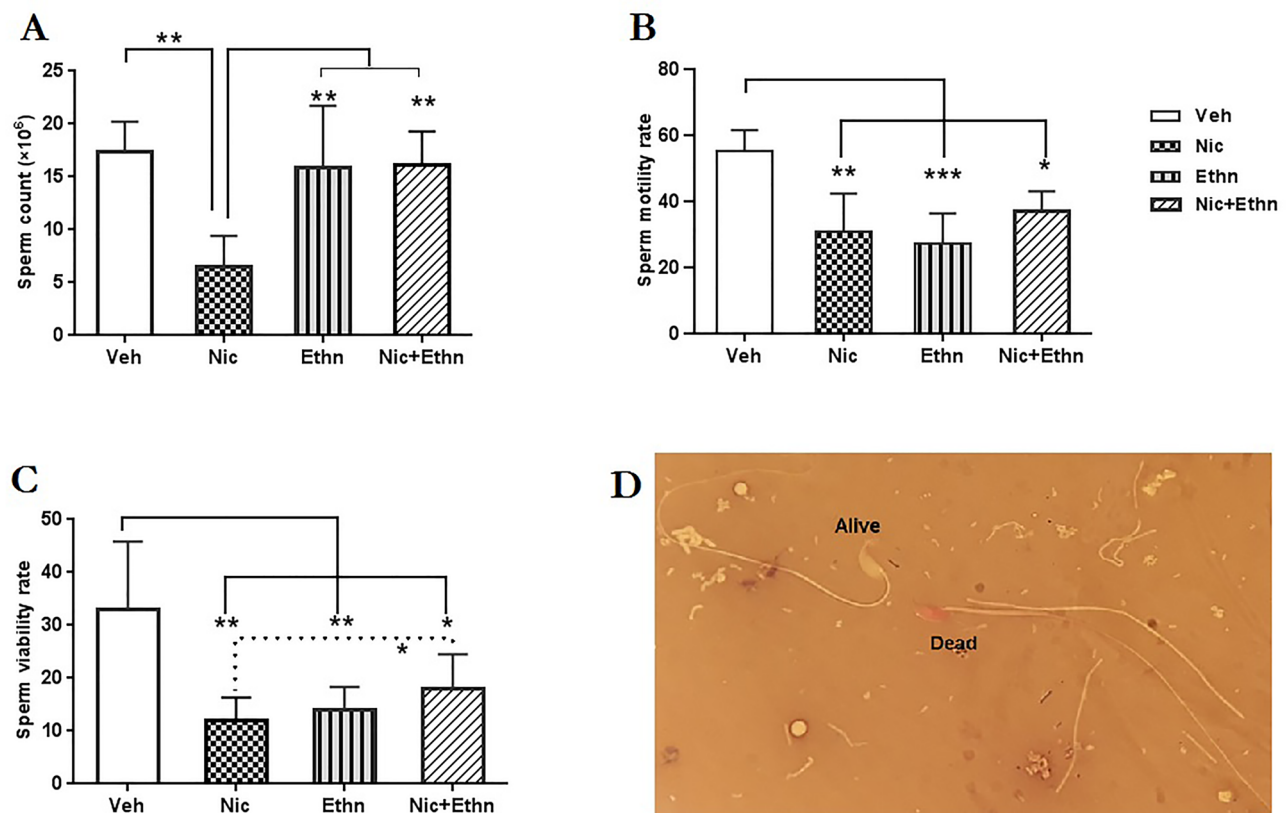 A
**
25
20
15
10
5
0
Sperm count (×10⁶)
**
**
Veh Nic Ethn Nic+Ethn
B
80
60
40
20
0
Sperm motility rate
**
***
*
Veh Nic Ethn Nic+Ethn
Veh
Nic
Ethn
Nic+Ethn
C
50
40
30
20
10
0
Sperm viability rate
**
**
*
*
Veh Nic Ethn Nic+Ethn
D
Alive
Dead